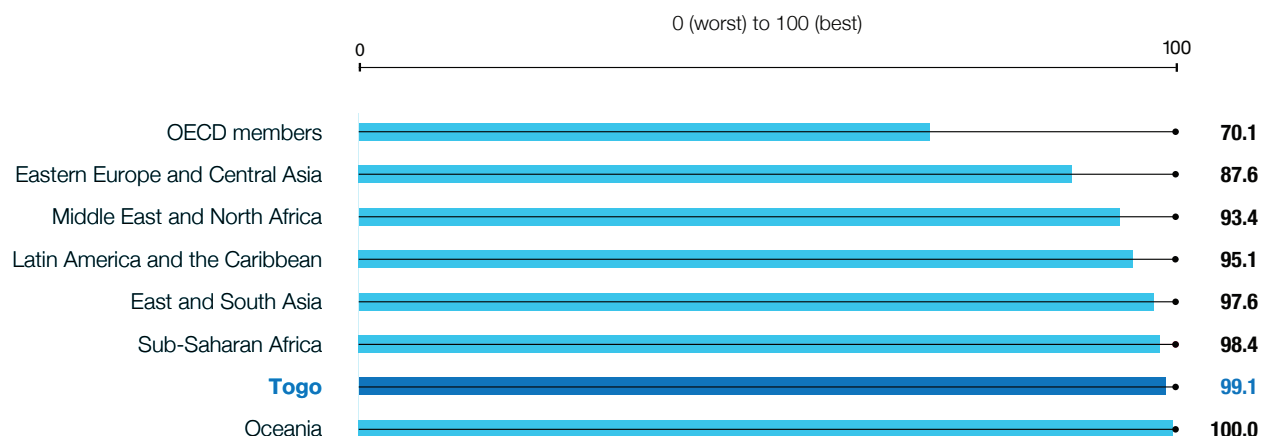 0 (worst) to 100 (best)
0 100
OECD members 70.1
Eastern Europe and Central Asia 87.6
Middle East and North Africa 93.4
Latin America and the Caribbean 95.1
East and South Asia 97.6
Sub-Saharan Africa 98.4
Togo 99.1
Oceania 100.0